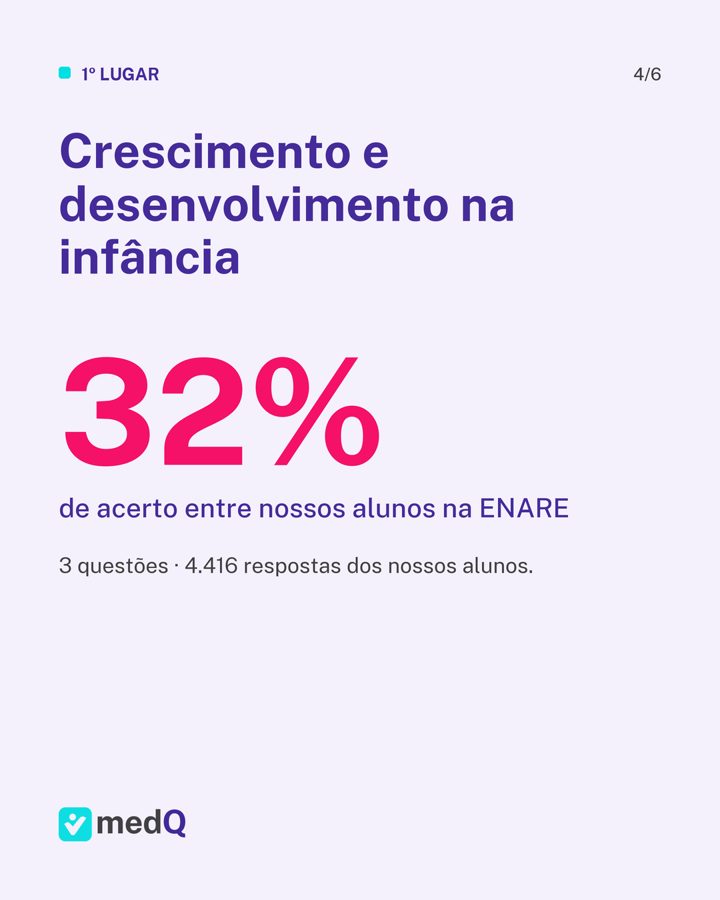 1º LUGAR
4/6
Crescimento e
desenvolvimento na
infância
32%
de acerto entre nossos alunos na ENARE
3 questões · 4.416 respostas dos nossos alunos.
medQ